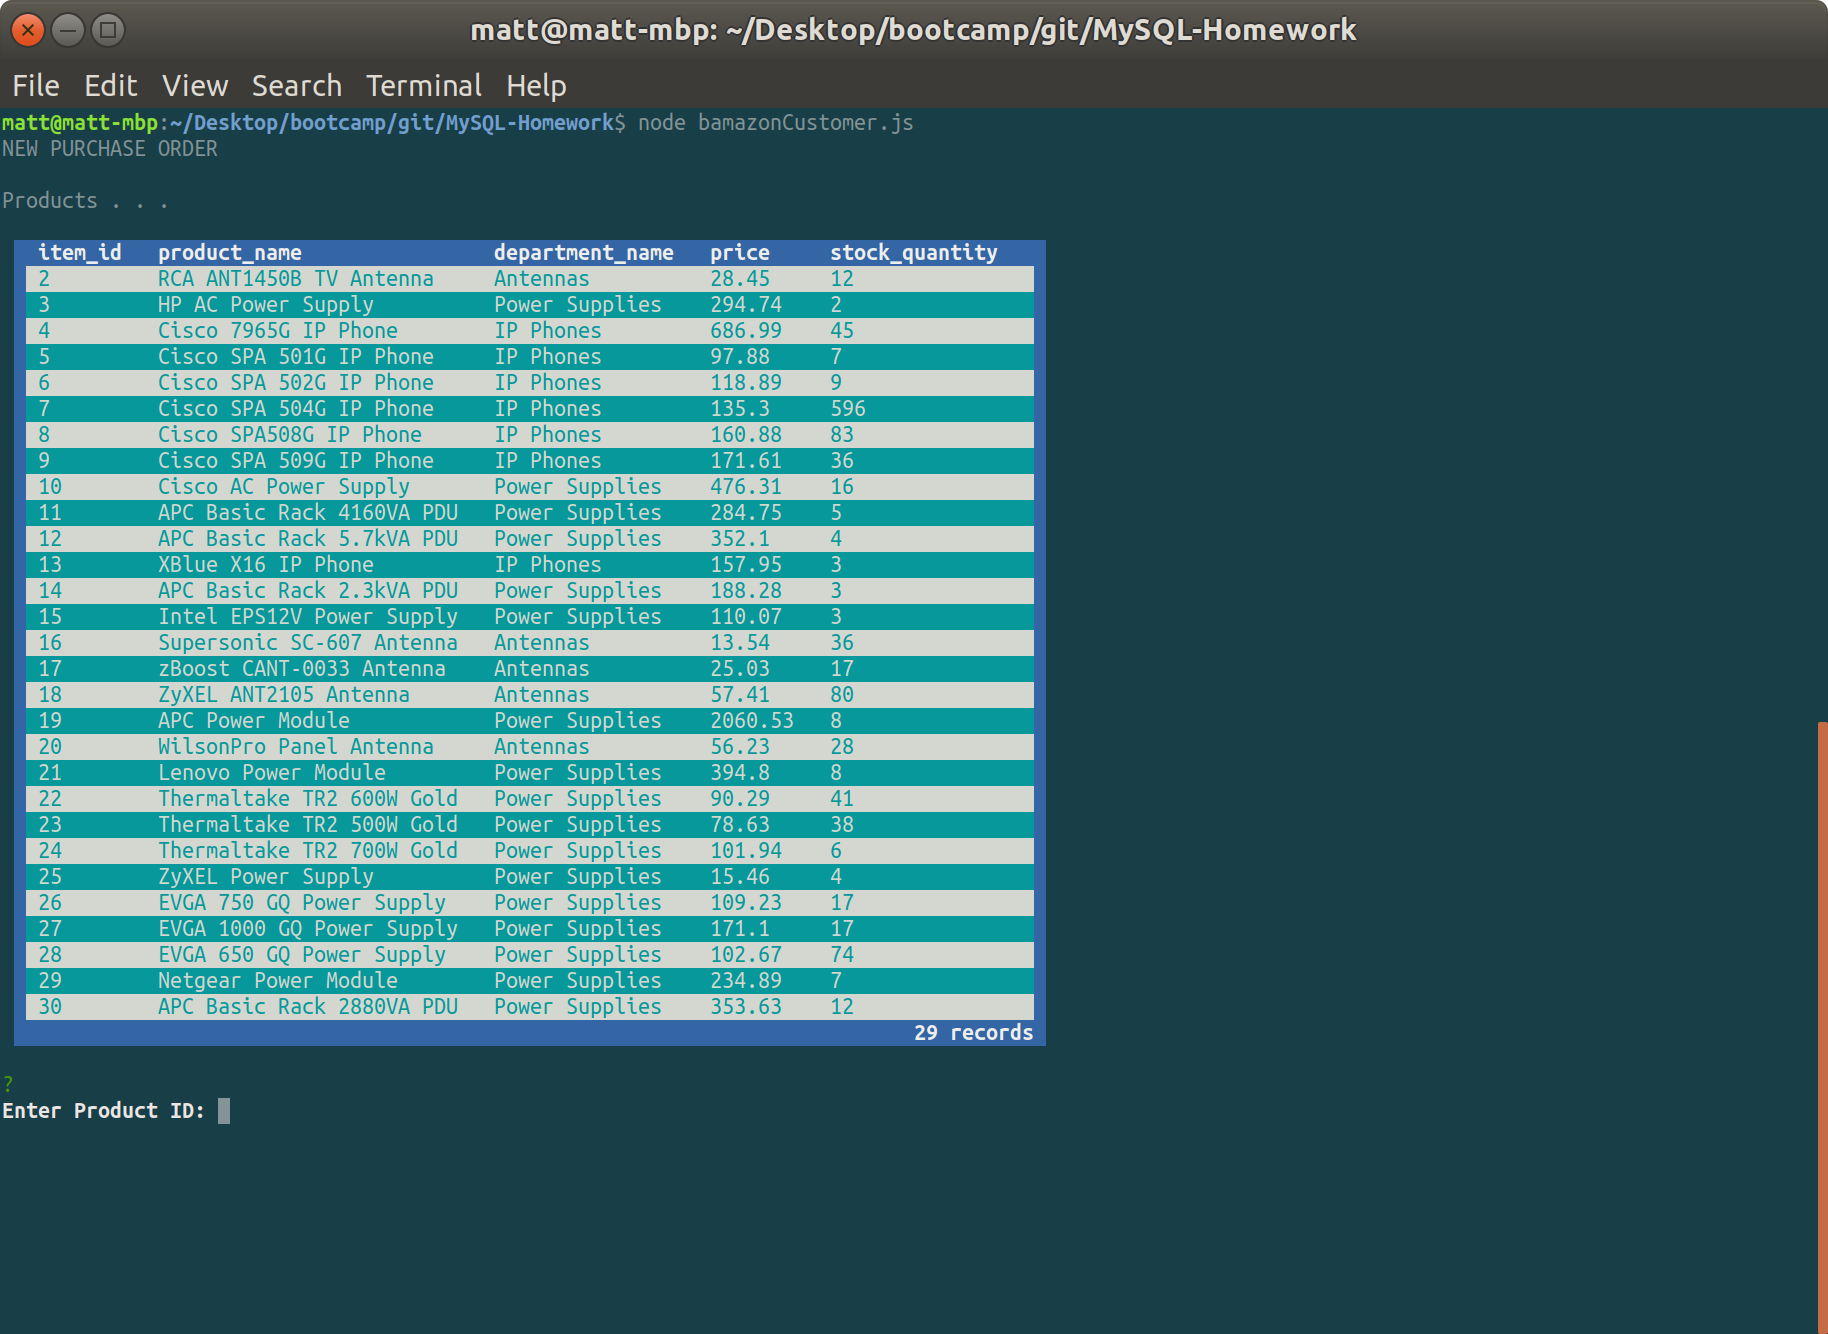 matt@matt-mbp: ~/Desktop/bootcamp/git/MySQL-Homework
File Edit View Search Terminal Help
matt@matt-mbp:~/Desktop/bootcamp/git/MySQL-Homework$ node bamazonCustomer.js
NEW PURCHASE ORDER
Products . . .
item_id product_name department_name price stock_quantity
2 RCA ANT1450B TV Antenna Antennas 28.45 12
3 HP AC Power Supply Power Supplies 294.74 2
4 Cisco 7965G IP Phone IP Phones 686.99 45
5 Cisco SPA 501G IP Phone IP Phones 97.88 7
6 Cisco SPA 502G IP Phone IP Phones 118.89 9
7 Cisco SPA 504G IP Phone IP Phones 135.3 596
8 Cisco SPA508G IP Phone IP Phones 160.88 83
9 Cisco SPA 509G IP Phone IP Phones 171.61 36
10 Cisco AC Power Supply Power Supplies 476.31 16
11 APC Basic Rack 4160VA PDU Power Supplies 284.75 5
12 APC Basic Rack 5.7kVA PDU Power Supplies 352.1 4
13 XBlue X16 IP Phone IP Phones 157.95 3
14 APC Basic Rack 2.3kVA PDU Power Supplies 188.28 3
15 Intel EPS12V Power Supply Power Supplies 110.07 3
16 Supersonic SC-607 Antenna Antennas 13.54 36
17 zBoost CANT-0033 Antenna Antennas 25.03 17
18 ZyXEL ANT2105 Antenna Antennas 57.41 80
19 APC Power Module Power Supplies 2060.53 8
20 WilsonPro Panel Antenna Antennas 56.23 28
21 Lenovo Power Module Power Supplies 394.8 8
22 Thermaltake TR2 600W Gold Power Supplies 90.29 41
23 Thermaltake TR2 500W Gold Power Supplies 78.63 38
24 Thermaltake TR2 700W Gold Power Supplies 101.94 6
25 ZyXEL Power Supply Power Supplies 15.46 4
26 EVGA 750 GQ Power Supply Power Supplies 109.23 17
27 EVGA 1000 GQ Power Supply Power Supplies 171.1 17
28 EVGA 650 GQ Power Supply Power Supplies 102.67 74
29 Netgear Power Module Power Supplies 234.89 7
30 APC Basic Rack 2880VA PDU Power Supplies 353.63 12
29 records
?
Enter Product ID: